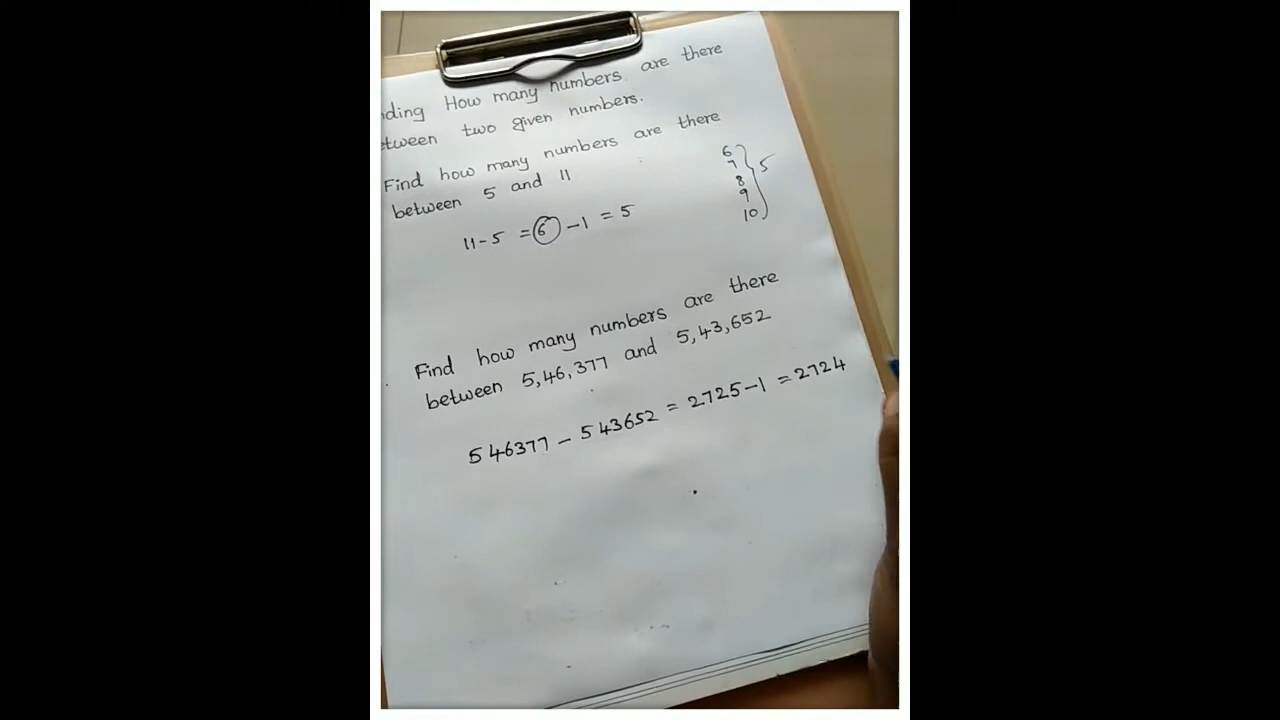 nding How many numbers are there
etween two given numbers.
Find how many numbers are there
between 5 and 11
11-5 = 6 -1 = 5
6
7
8
9
10
5
Find how many numbers are there
between 5,46,377 and 5,43,652
546377 - 543652 = 2725-1 = 2724